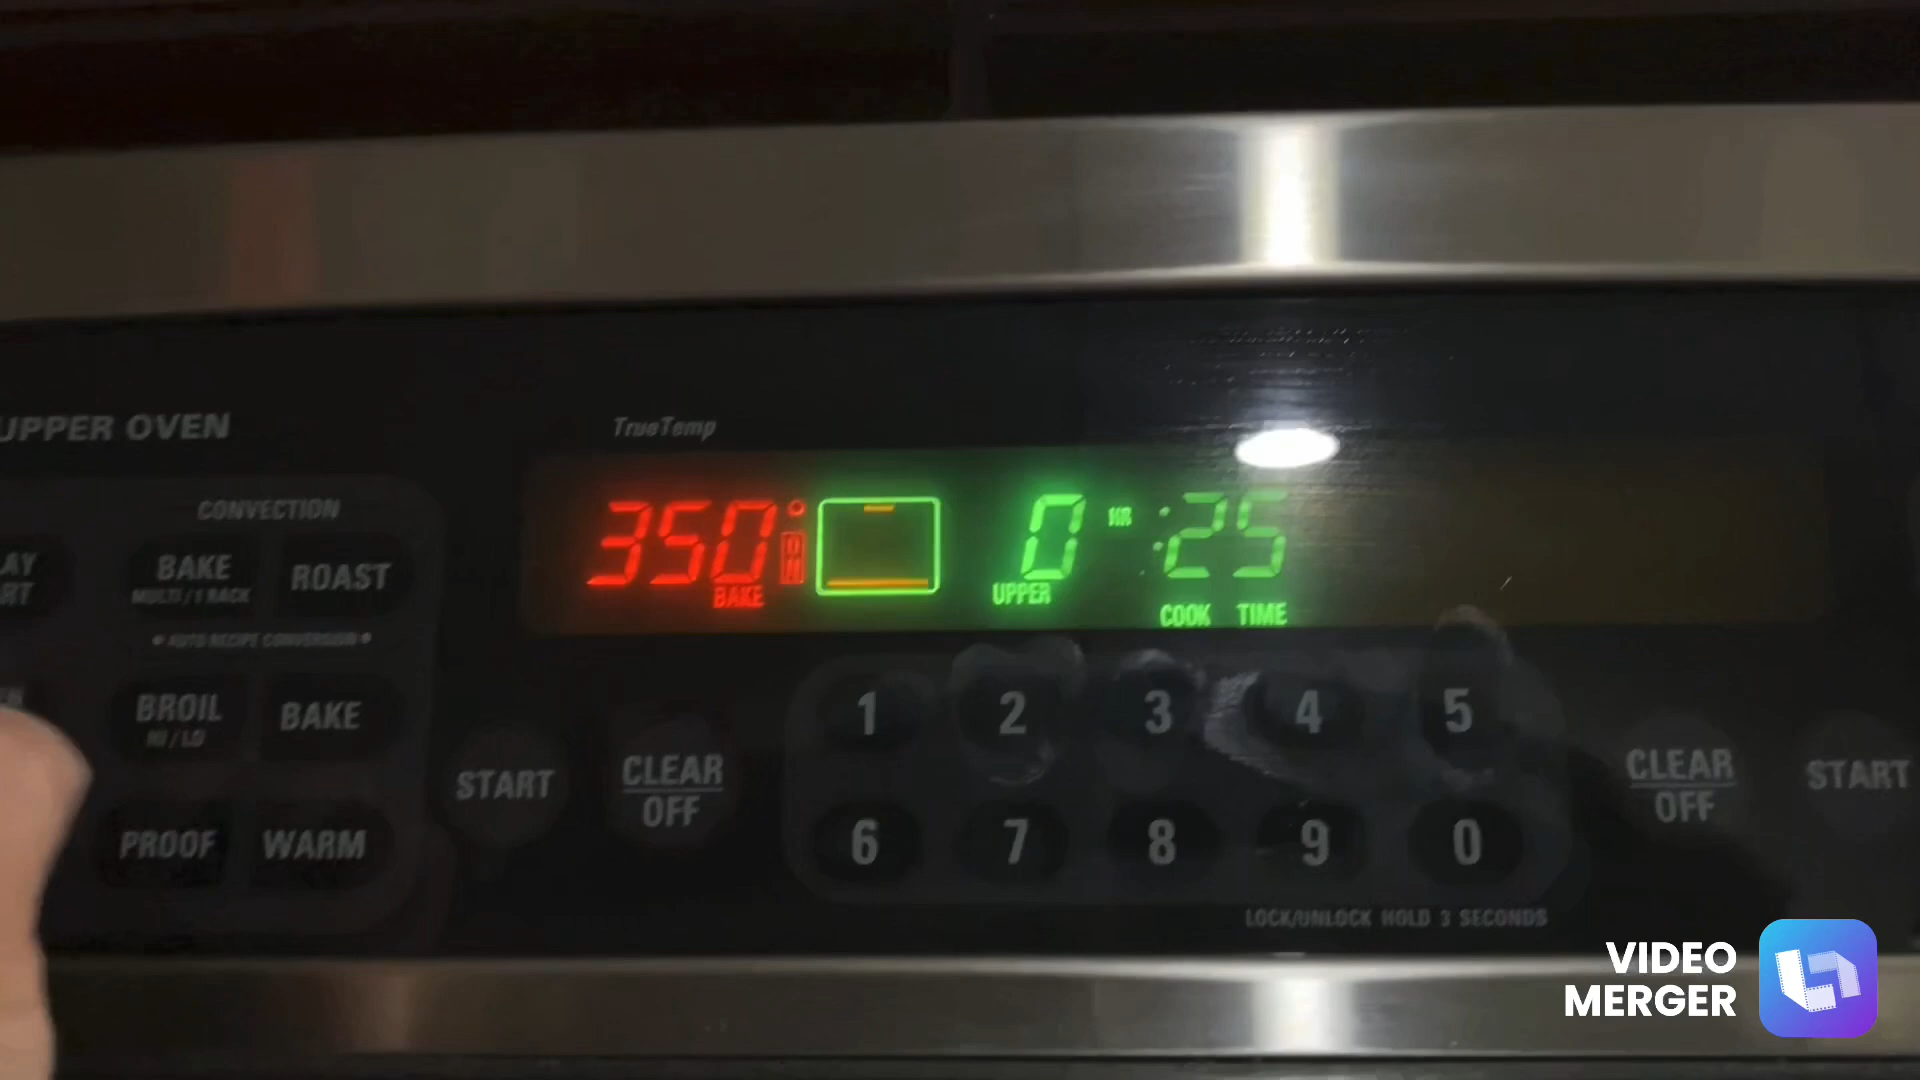 UPPER OVEN
TrueTemp
CONVECTION
350°
ON
BAKE
0 HR :25
UPPER
COOK TIME
BAKE
MULTI/1 RACK
ROAST
• AUTO RECIPE CONVERSION •
BROIL
HI/LO
BAKE
START
CLEAR
OFF
PROOF
WARM
1 2 3 4 5
6 7 8 9 0
CLEAR
OFF
START
LOCK/UNLOCK HOLD 3 SECONDS
VIDEO
MERGER